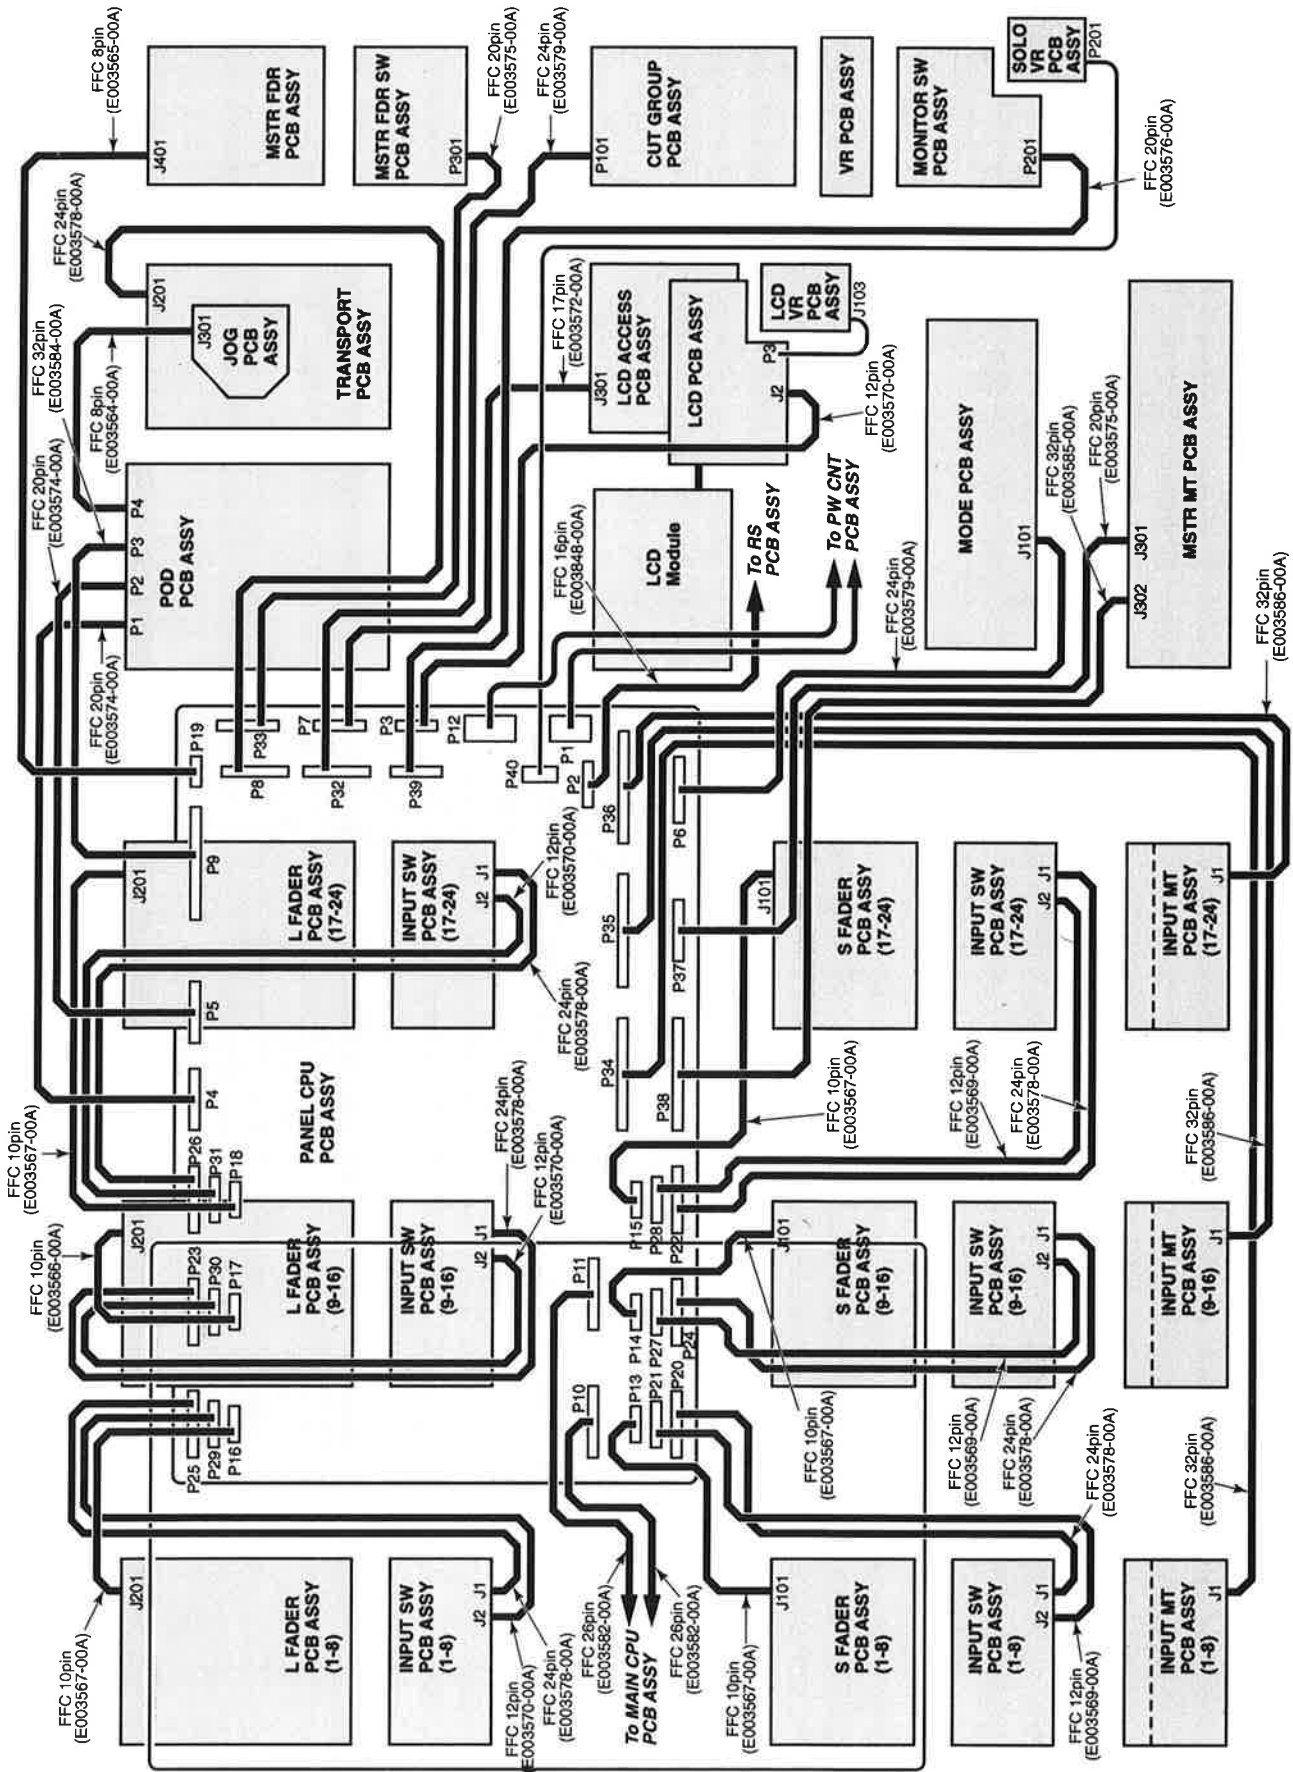 FFC 8pin
(E003565-00A)
J401
MSTR FDR
PCB ASSY
MSTR FDR SW
PCB ASSY
P301
FFC 20pin
(E003575-00A)
FFC 24pin
(E003579-00A)
P101
CUT GROUP
PCB ASSY
VR PCB ASSY
MONITOR SW
PCB ASSY
P201
SOLO
VR
PCB
ASSY
P201
FFC 20pin
(E003576-00A)
FFC 24pin
(E003578-00A)
J201
J301
JOG
PCB
ASSY
TRANSPORT
PCB ASSY
FFC 32pin
(E003584-00A)
FFC 8pin
(E003564-00A)
FFC 20pin
(E003574-00A)
FFC 17pin
(E003572-00A)
J301
LCD ACCESS
PCB ASSY
LCD PCB ASSY
LCD
VR
PCB
ASSY
J103
P3
J2
FFC 12pin
(E003570-00A)
P4
P3
P2
P1
POD
PCB ASSY
FFC 20pin
(E003574-00A)
LCD
Module
FFC 16pin
(E003848-00A)
To RS
PCB ASSY
To PW CNT
PCB ASSY
FFC 24pin
(E003579-00A)
MODE PCB ASSY
J101
FFC 32pin
(E003585-00A)
FFC 20pin
(E003575-00A)
J301
J302
MSTR MT PCB ASSY
FFC 32pin
(E003586-00A)
P19
P33
P8
P7
P32
P3
P39
P12
P40
P1
P2
P36
P6
P9
J201
L FADER
PCB ASSY
(17-24)
INPUT SW
PCB ASSY
(17-24)
J1
J2
FFC 12pin
(E003570-00A)
FFC 24pin
(E003578-00A)
P5
P4
PANEL CPU
PCB ASSY
P35
P37
P34
P38
J101
S FADER
PCB ASSY
(17-24)
INPUT SW
PCB ASSY
(17-24)
J1
J2
INPUT MT
PCB ASSY
(17-24)
J1
FFC 10pin
(E003567-00A)
P26
P31
P18
FFC 24pin
(E003578-00A)
FFC 12pin
(E003570-00A)
FFC 10pin
(E003567-00A)
FFC 12pin
(E003569-00A)
FFC 24pin
(E003578-00A)
FFC 32pin
(E003586-00A)
FFC 10pin
(E003566-00A)
J201
P23
P30
P17
L FADER
PCB ASSY
(9-16)
INPUT SW
PCB ASSY
(9-16)
J1
J2
P11
P15
P28
P22
P14
P27
P24
J101
S FADER
PCB ASSY
(9-16)
INPUT SW
PCB ASSY
(9-16)
J1
J2
INPUT MT
PCB ASSY
(9-16)
J1
P25
P29
P16
P10
P13
P21
P20
FFC 10pin
(E003567-00A)
FFC 12pin
(E003569-00A)
FFC 24pin
(E003578-00A)
FFC 24pin
(E003578-00A)
FFC 32pin
(E003586-00A)
FFC 10pin
(E003567-00A)
J201
L FADER
PCB ASSY
(1-8)
INPUT SW
PCB ASSY
(1-8)
J1
J2
FFC 12pin
(E003570-00A)
FFC 24pin
(E003578-00A)
FFC 26pin
(E003582-00A)
To MAIN CPU
PCB ASSY
FFC 26pin
(E003582-00A)
FFC 10pin
(E003567-00A)
J101
S FADER
PCB ASSY
(1-8)
INPUT SW
PCB ASSY
(1-8)
J1
J2
FFC 12pin
(E003569-00A)
INPUT MT
PCB ASSY
(1-8)
J1